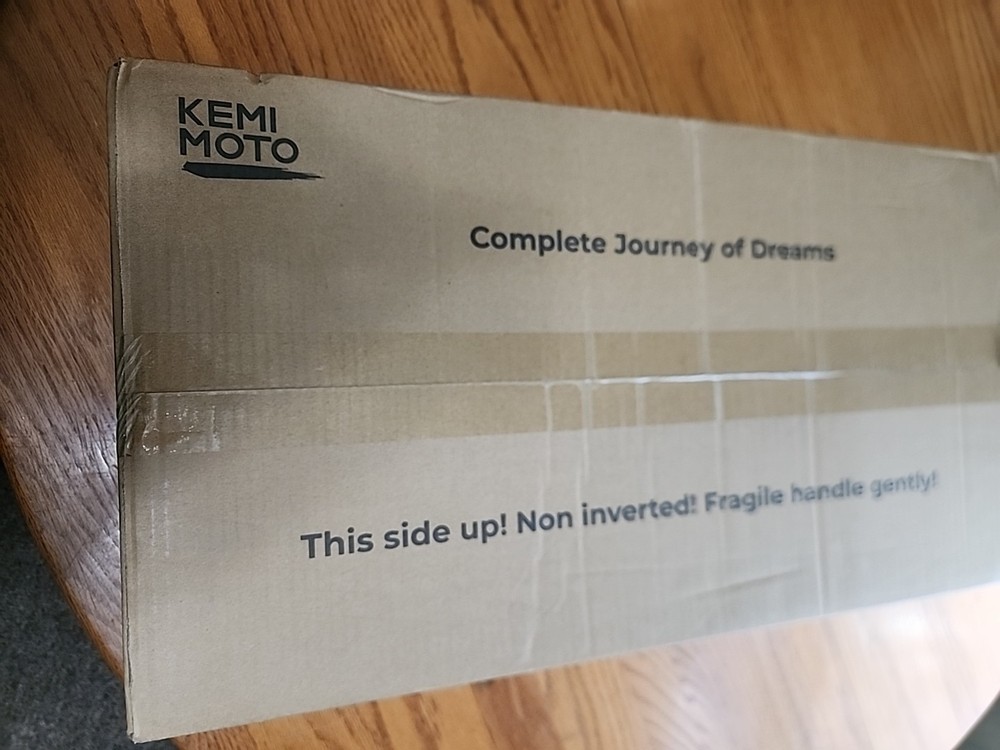 KEMI
MOTO
Complete Journey of Dreams
This side up! Non inverted! Fragile handle gently!